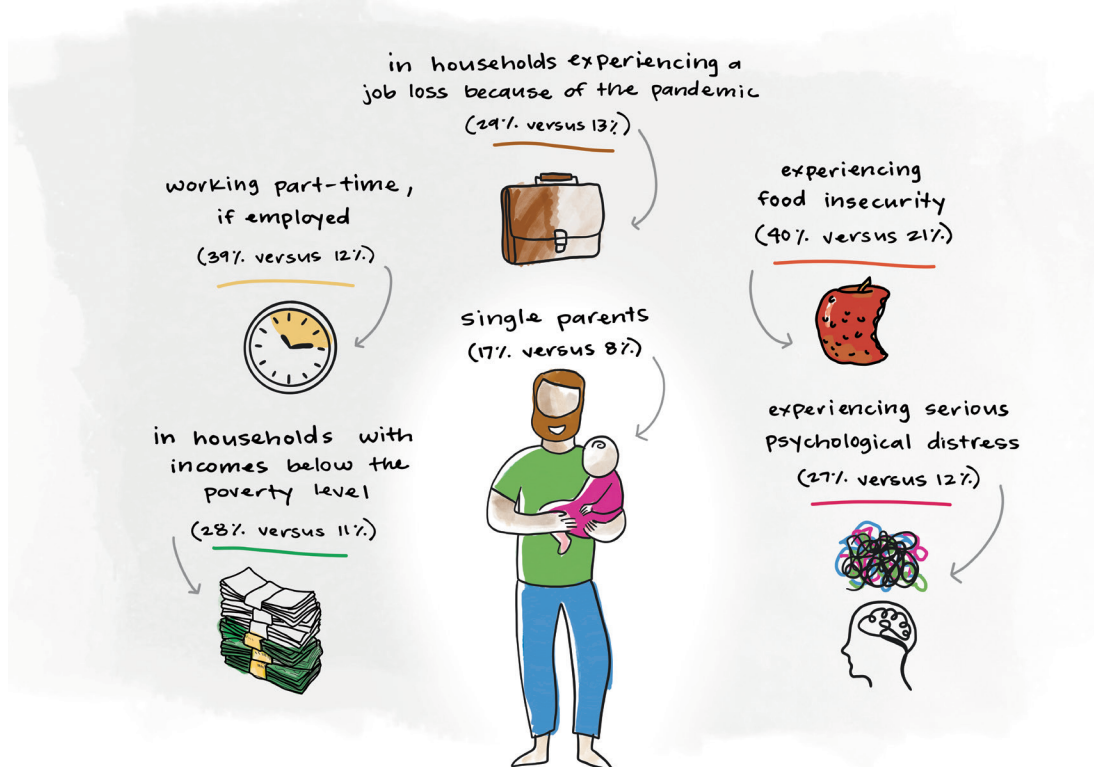 in households experiencing a
job loss because of the pandemic
(29% versus 13%)
working part-time,
if employed
(39% versus 12%)
experiencing
food insecurity
(40% versus 21%)
single parents
(17% versus 8%)
in households with
incomes below the
poverty level
(28% versus 11%)
experiencing serious
psychological distress
(27% versus 12%)